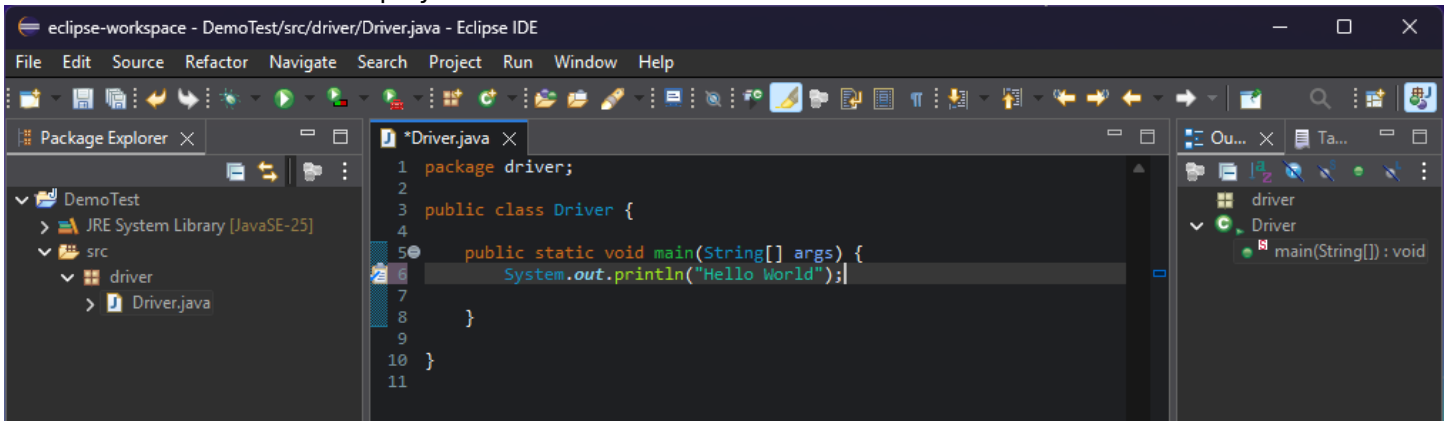 eclipse-workspace - DemoTest/src/driver/Driver.java - Eclipse IDE
File Edit Source Refactor Navigate Search Project Run Window Help
Package Explorer
DemoTest
JRE System Library [JavaSE-25]
src
driver
Driver.java
*Driver.java
1 package driver;
2
3 public class Driver {
4
5 public static void main(String[] args) {
6 System.out.println("Hello World");
7
8 }
9
10 }
11
Ou... Ta...
driver
Driver
main(String[]) : void